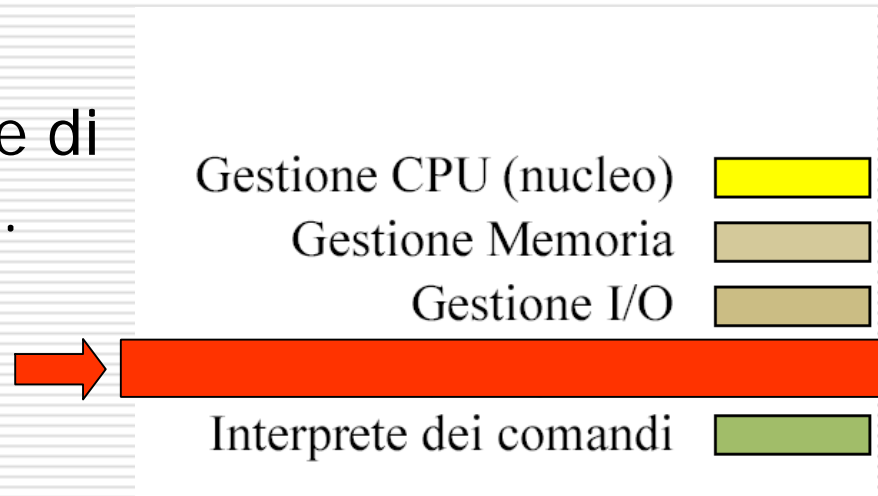 e di
Gestione CPU (nucleo)
.
Gestione Memoria
Gestione I/O
Interprete dei comandi